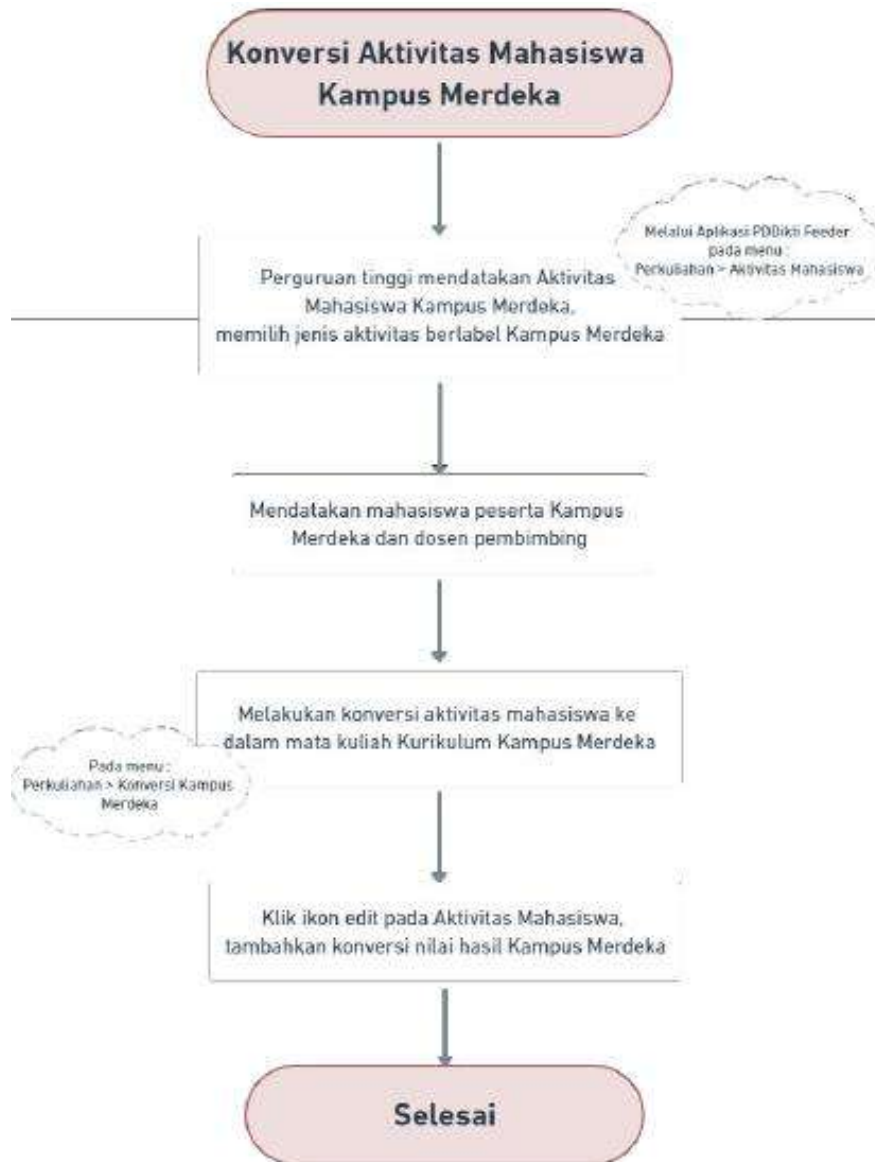 Konversi Aktivitas Mahasiswa
Kampus Merdeka
Melalui Aplikasi PDDikti Feeder
pada menu :
Perkuliahan > Aktivitas Mahasiswa
Perguruan tinggi mendatakan Aktivitas
Mahasiswa Kampus Merdeka,
memilih jenis aktivitas berlabel Kampus Merdeka
Mendatakan mahasiswa peserta Kampus
Merdeka dan dosen pembimbing
Melakukan konversi aktivitas mahasiswa ke
dalam mata kuliah Kurikulum Kampus Merdeka
Pada menu :
Perkuliahan > Konversi Kampus
Merdeka
Klik ikon edit pada Aktivitas Mahasiswa,
tambahkan konversi nilai hasil Kampus Merdeka
Selesai